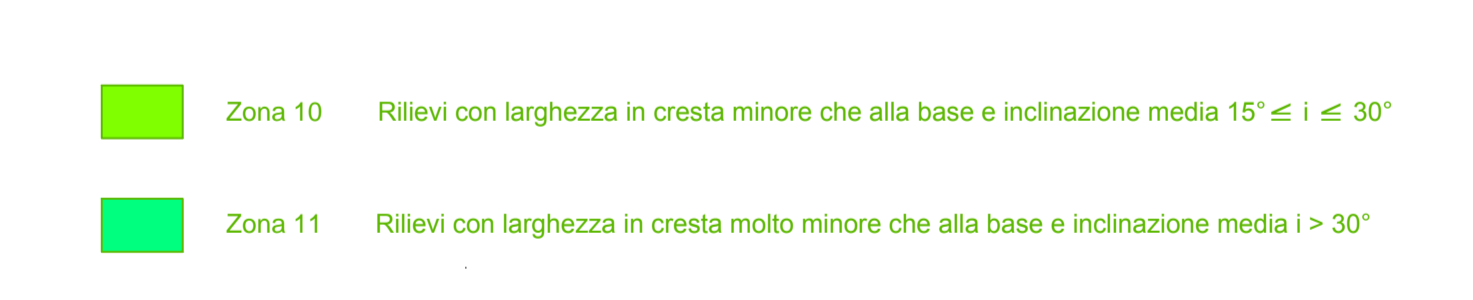 Zona 10 Rilievi con larghezza in cresta minore che alla base e inclinazione media 15° ≤ i ≤ 30°
Zona 11 Rilievi con larghezza in cresta molto minore che alla base e inclinazione media i > 30°